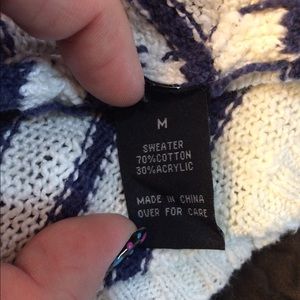 M
SWEATER
70%COTTON
30%ACRYLIC
MADE IN CHINA
OVER FOR CARE